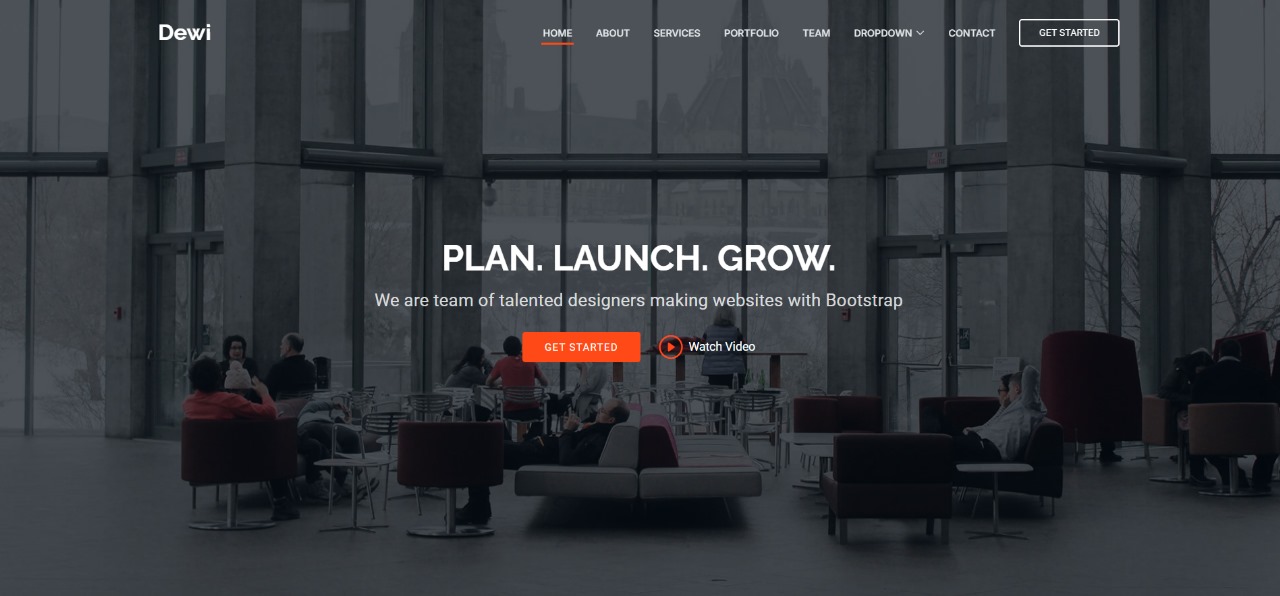 Dewi
HOME ABOUT SERVICES PORTFOLIO TEAM DROPDOWN CONTACT GET STARTED
PLAN. LAUNCH. GROW.
We are team of talented designers making websites with Bootstrap
GET STARTED Watch Video